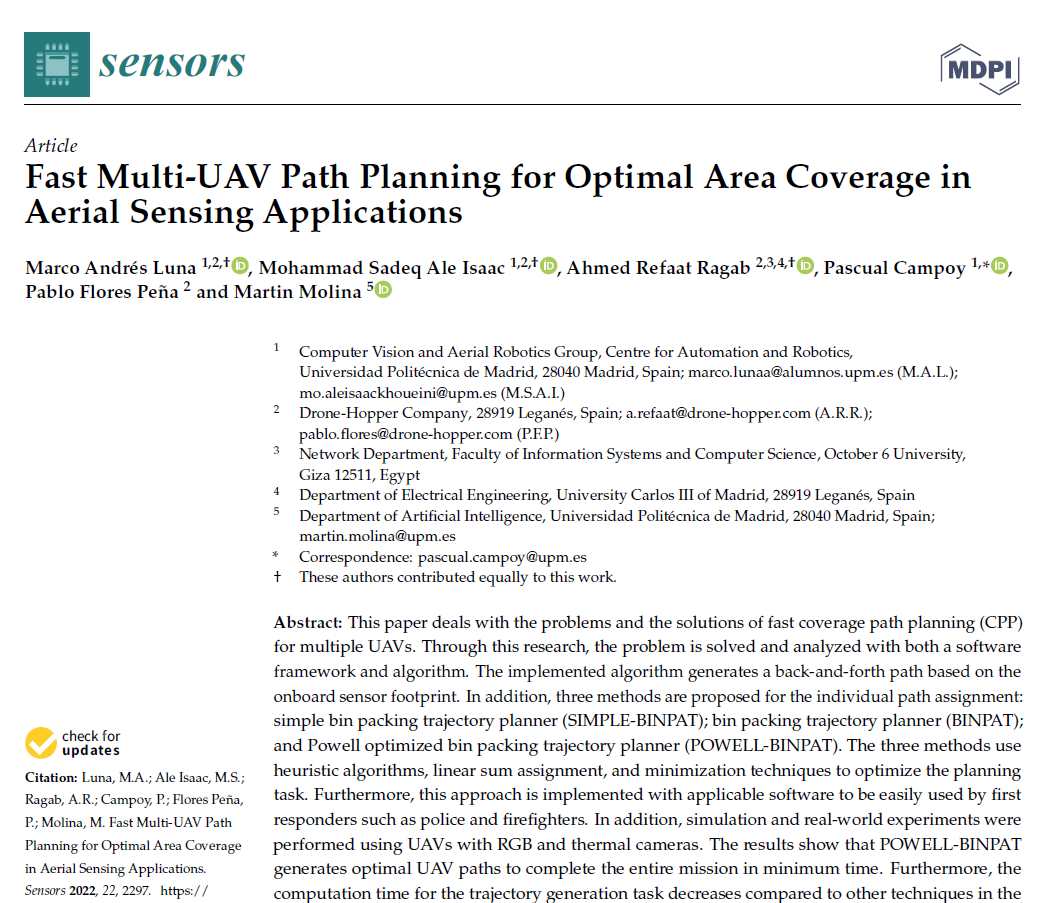 sensors
MDPI
Article
Fast Multi-UAV Path Planning for Optimal Area Coverage in
Aerial Sensing Applications
Marco Andrés Luna 1,2,† iD, Mohammad Sadeq Ale Isaac 1,2,† iD, Ahmed Refaat Ragab 2,3,4,† iD, Pascual Campoy 1,* iD,
Pablo Flores Peña 2 and Martin Molina 5 iD
1 Computer Vision and Aerial Robotics Group, Centre for Automation and Robotics,
Universidad Politécnica de Madrid, 28040 Madrid, Spain; marco.lunaa@alumnos.upm.es (M.A.L.);
mo.aleisaackhoueini@upm.es (M.S.A.I.)
2 Drone-Hopper Company, 28919 Leganés, Spain; a.refaat@drone-hopper.com (A.R.R.);
pablo.flores@drone-hopper.com (P.F.P.)
3 Network Department, Faculty of Information Systems and Computer Science, October 6 University,
Giza 12511, Egypt
4 Department of Electrical Engineering, University Carlos III of Madrid, 28919 Leganés, Spain
5 Department of Artificial Intelligence, Universidad Politécnica de Madrid, 28040 Madrid, Spain;
martin.molina@upm.es
* Correspondence: pascual.campoy@upm.es
† These authors contributed equally to this work.
Abstract: This paper deals with the problems and the solutions of fast coverage path planning (CPP)
for multiple UAVs. Through this research, the problem is solved and analyzed with both a software
framework and algorithm. The implemented algorithm generates a back-and-forth path based on the
onboard sensor footprint. In addition, three methods are proposed for the individual path assignment:
simple bin packing trajectory planner (SIMPLE-BINPAT); bin packing trajectory planner (BINPAT);
and Powell optimized bin packing trajectory planner (POWELL-BINPAT). The three methods use
heuristic algorithms, linear sum assignment, and minimization techniques to optimize the planning
task. Furthermore, this approach is implemented with applicable software to be easily used by first
responders such as police and firefighters. In addition, simulation and real-world experiments were
performed using UAVs with RGB and thermal cameras. The results show that POWELL-BINPAT
generates optimal UAV paths to complete the entire mission in minimum time. Furthermore, the
computation time for the trajectory generation task decreases compared to other techniques in the
check for
updates
Citation: Luna, M.A.; Ale Isaac, M.S.;
Ragab, A.R.; Campoy, P.; Flores Peña,
P.; Molina, M. Fast Multi-UAV Path
Planning for Optimal Area Coverage
in Aerial Sensing Applications.
Sensors 2022, 22, 2297. https://